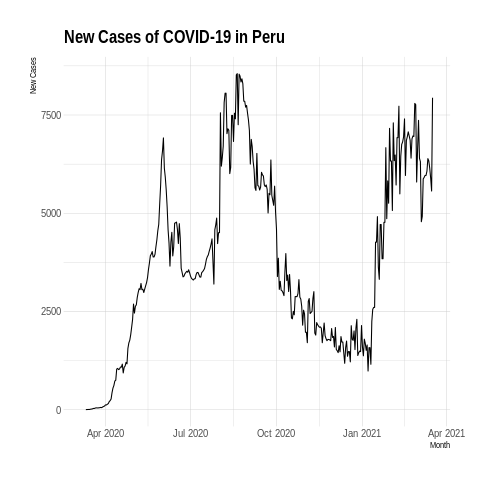 New Cases of COVID-19 in Peru
New Cases
7500
5000
2500
0
Apr 2020 Jul 2020 Oct 2020 Jan 2021 Apr 2021
Month